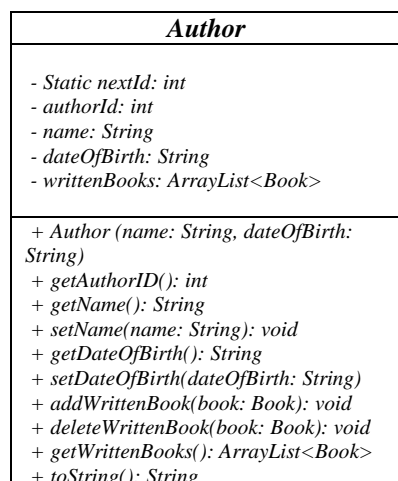 Author
- Static nextId: int
- authorId: int
- name: String
- dateOfBirth: String
- writtenBooks: ArrayList<Book>
+ Author (name: String, dateOfBirth:
String)
+ getAuthorID(): int
+ getName(): String
+ setName(name: String): void
+ getDateOfBirth(): String
+ setDateOfBirth(dateOfBirth: String)
+ addWrittenBook(book: Book): void
+ deleteWrittenBook(book: Book): void
+ getWrittenBooks(): ArrayList<Book>
+ toString(): String